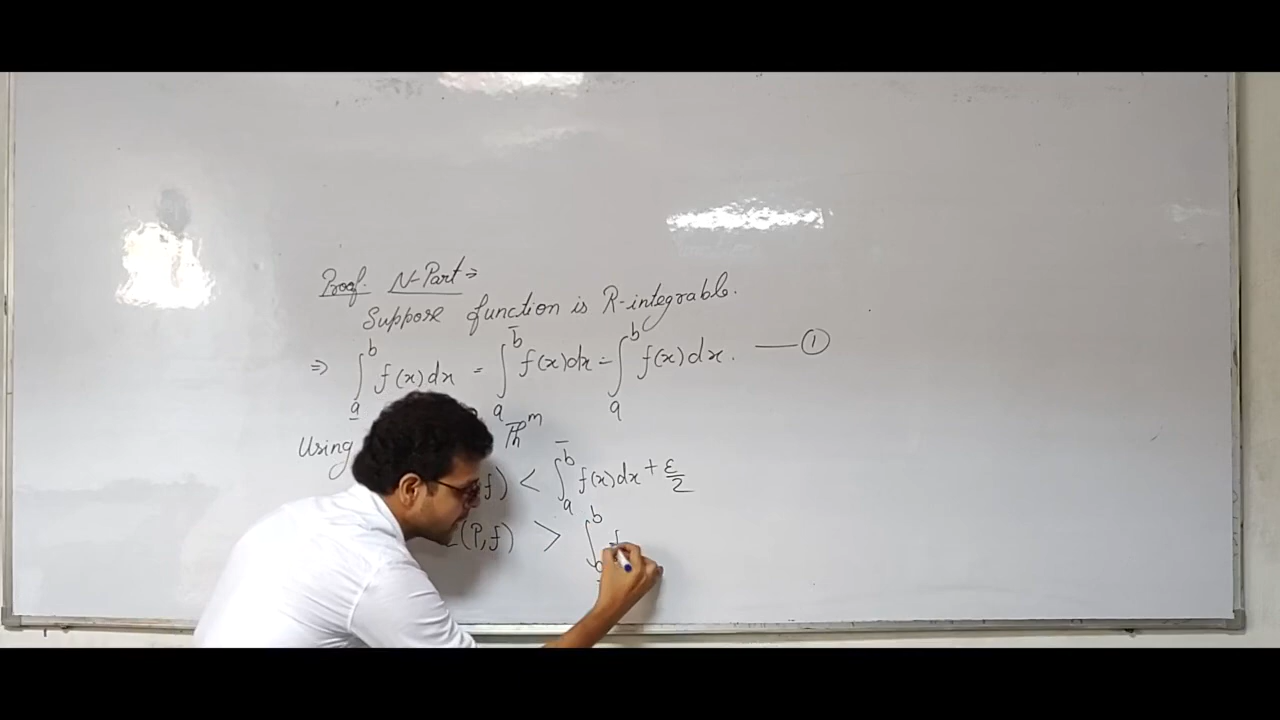 Proof. N-Part ⇒
Suppose function is R-integrable.
⇒ ∫_a̲^b f(x)dx = ∫_a^b̄ f(x)dx = ∫_a^b f(x)dx. —— ①
Using Th^m
f) < ∫_a^b̄ f(x)dx + ε/2
L(P,f) > ∫_a̲^b f